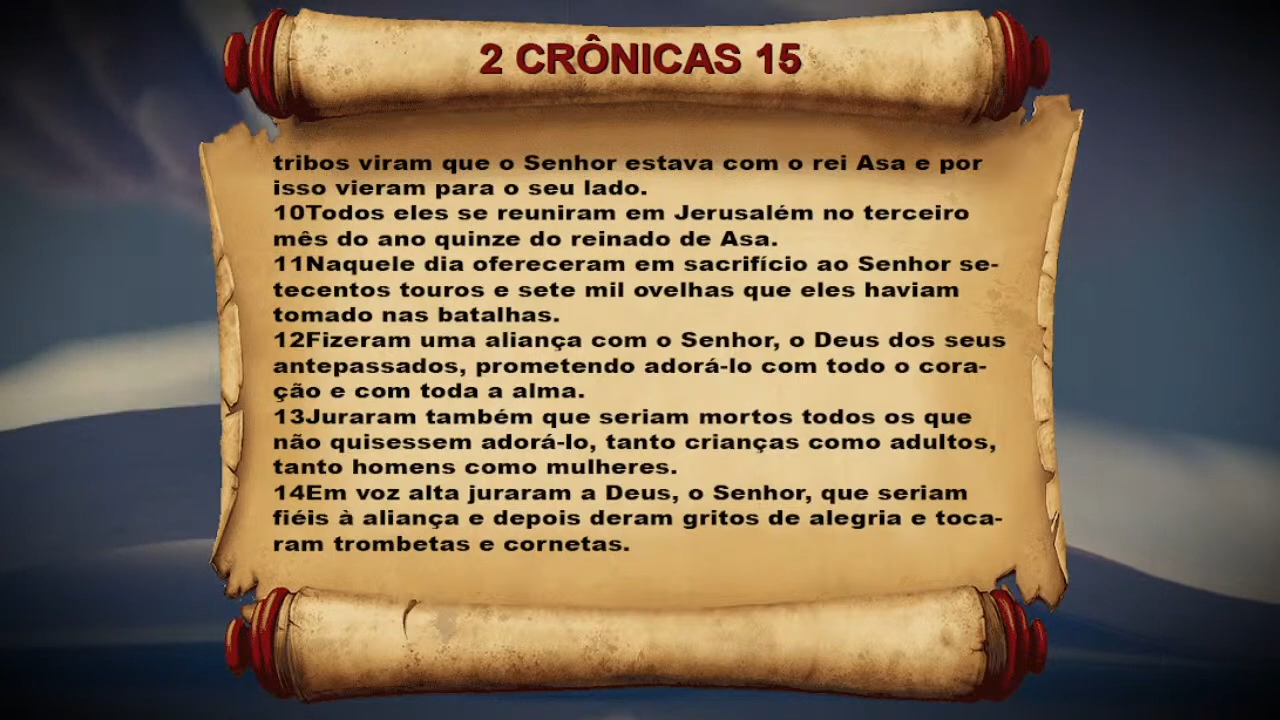 2 CRÔNICAS 15
tribos viram que o Senhor estava com o rei Asa e por
isso vieram para o seu lado.
10Todos eles se reuniram em Jerusalém no terceiro
mês do ano quinze do reinado de Asa.
11Naquele dia ofereceram em sacrifício ao Senhor se-
tecentos touros e sete mil ovelhas que eles haviam
tomado nas batalhas.
12Fizeram uma aliança com o Senhor, o Deus dos seus
antepassados, prometendo adorá-lo com todo o cora-
ção e com toda a alma.
13Juraram também que seriam mortos todos os que
não quisessem adorá-lo, tanto crianças como adultos,
tanto homens como mulheres.
14Em voz alta juraram a Deus, o Senhor, que seriam
fiéis à aliança e depois deram gritos de alegria e toca-
ram trombetas e cornetas.